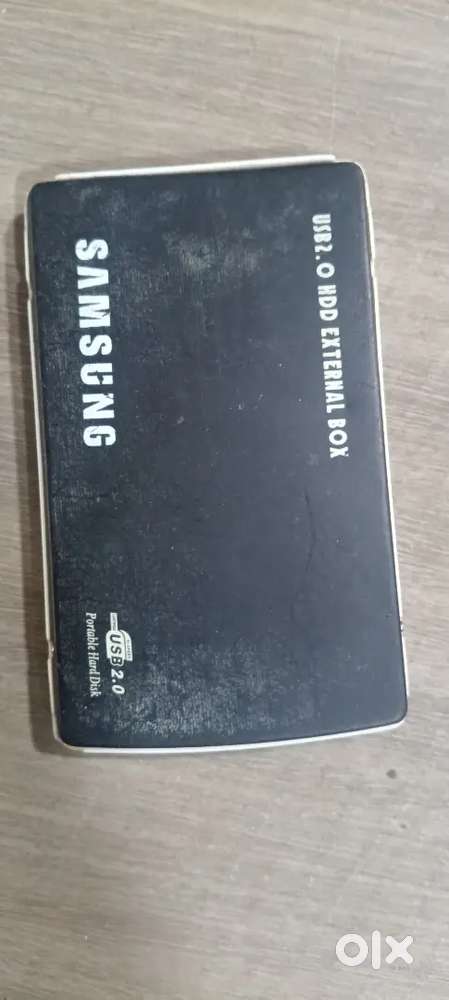 USB2.0 HDD EXTERNAL BOX
SAMSUNG
USB 2.0
Portable Hard Disk
olx